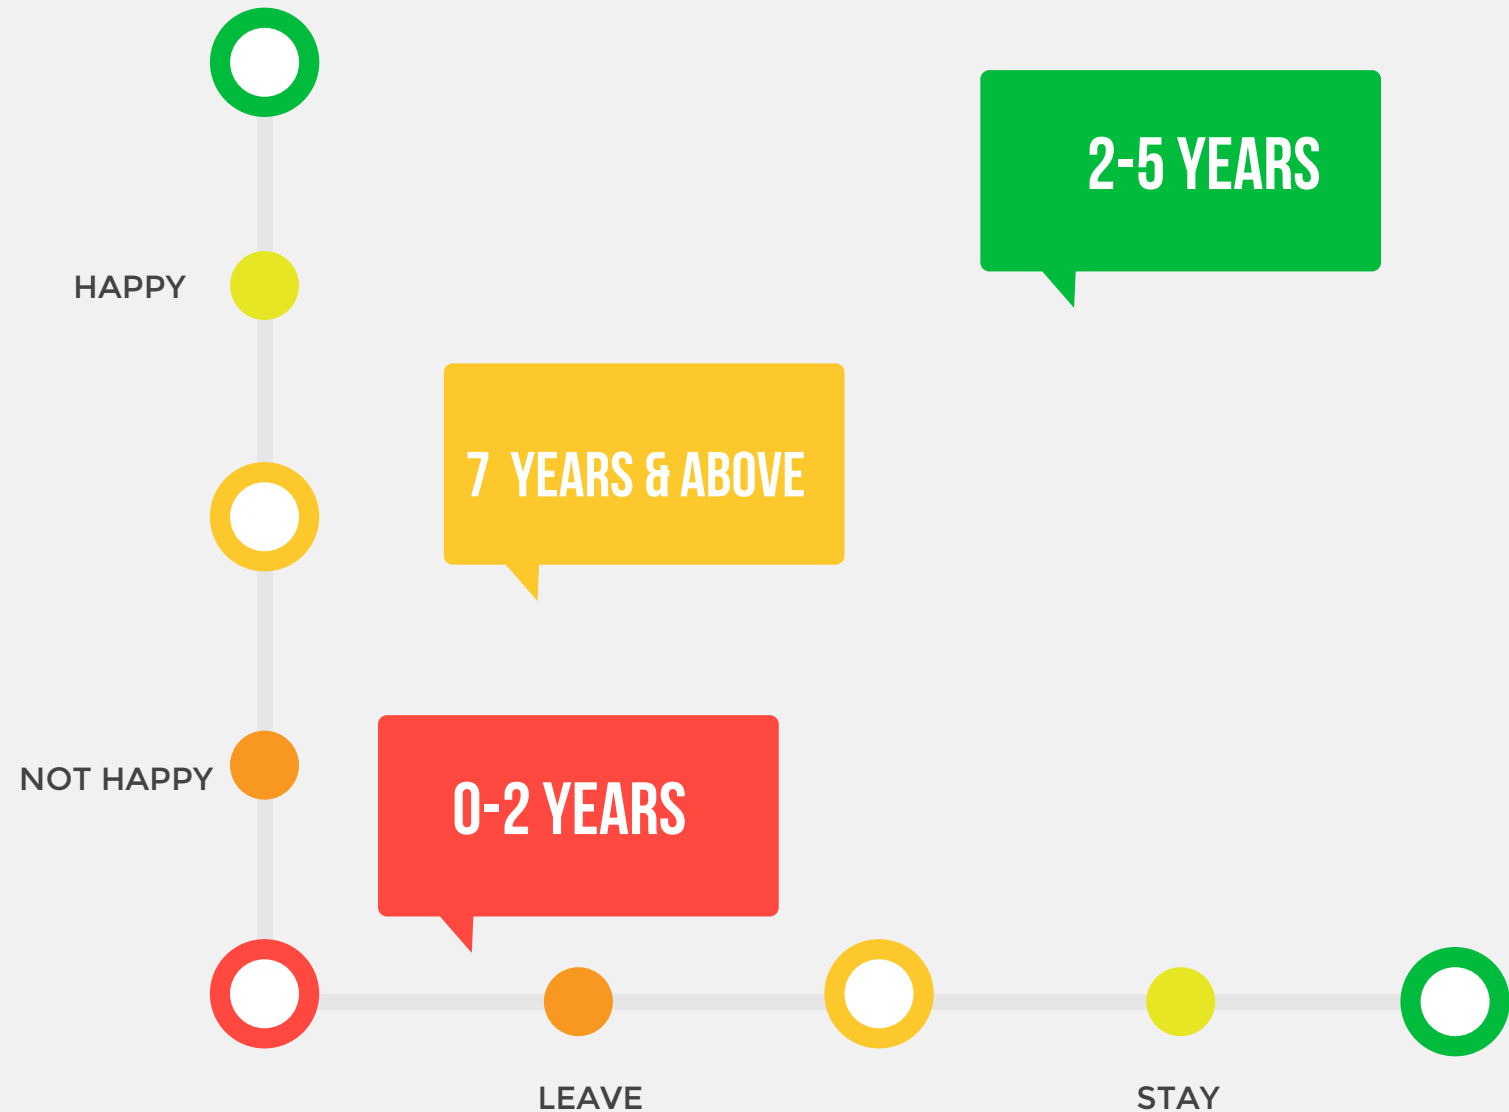 2-5 YEARS
HAPPY
7 YEARS & ABOVE
NOT HAPPY
0-2 YEARS
LEAVE
STAY